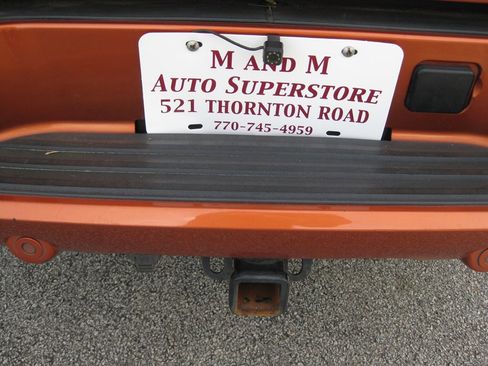 M AND M
AUTO SUPERSTORE
521 THORNTON ROAD
770-745-4959